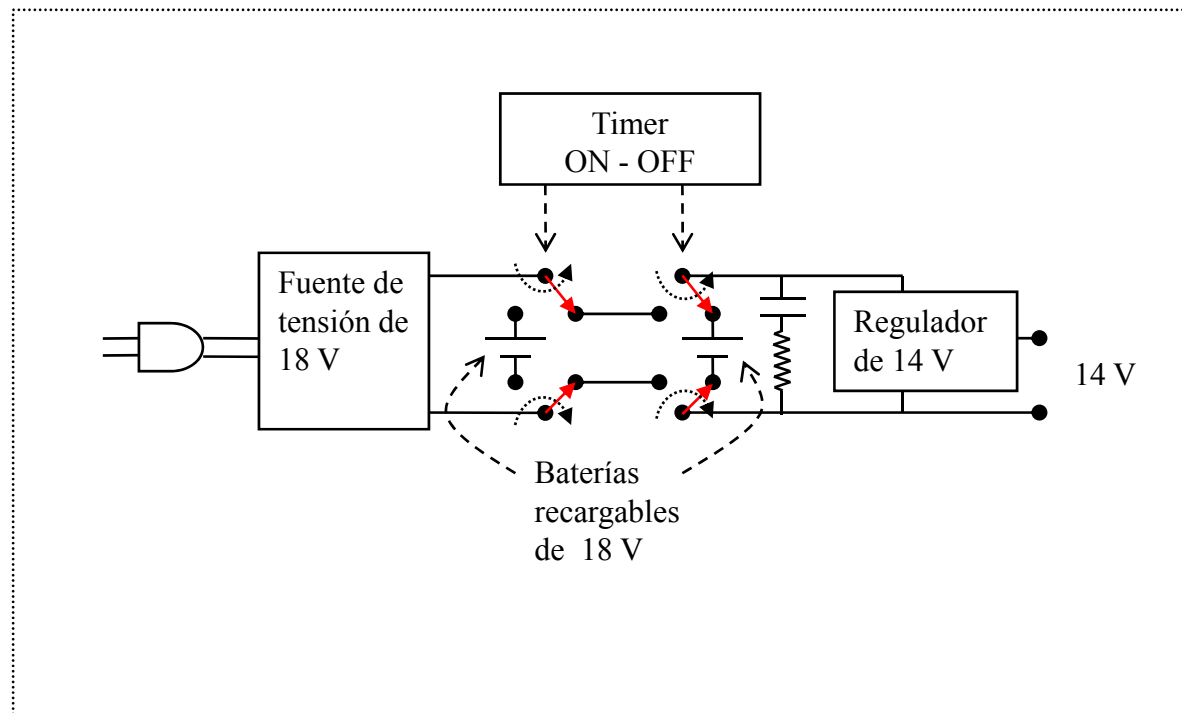 Timer
ON - OFF
Fuente de
tensión de
18 V
Regulador
de 14 V
14 V
Baterías
recargables
de 18 V